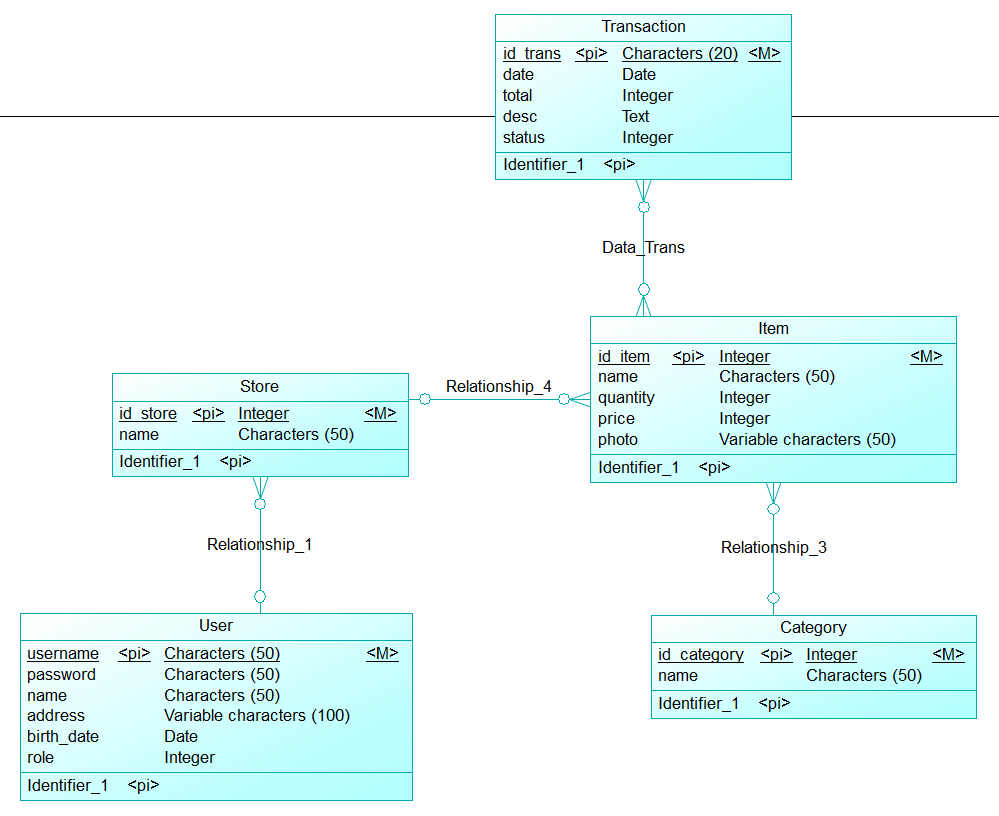 Transaction
id_trans <pi> Characters (20) <M>
date Date
total Integer
desc Text
status Integer
Identifier_1 <pi>
Data_Trans
Item
id_item <pi> Integer <M>
name Characters (50)
quantity Integer
price Integer
photo Variable characters (50)
Identifier_1 <pi>
Relationship_4
Store
id_store <pi> Integer <M>
name Characters (50)
Identifier_1 <pi>
Relationship_1
Relationship_3
User
username <pi> Characters (50) <M>
password Characters (50)
name Characters (50)
address Variable characters (100)
birth_date Date
role Integer
Identifier_1 <pi>
Category
id_category <pi> Integer <M>
name Characters (50)
Identifier_1 <pi>